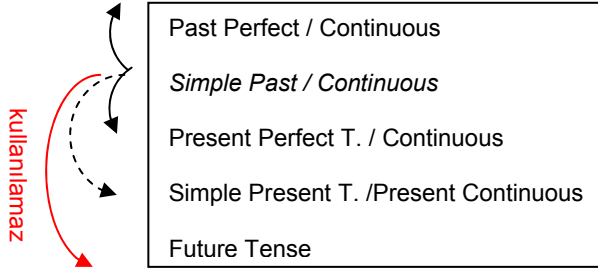 Past Perfect / Continuous
Simple Past / Continuous
Present Perfect T. / Continuous
Simple Present T. /Present Continuous
Future Tense
kullanılamaz